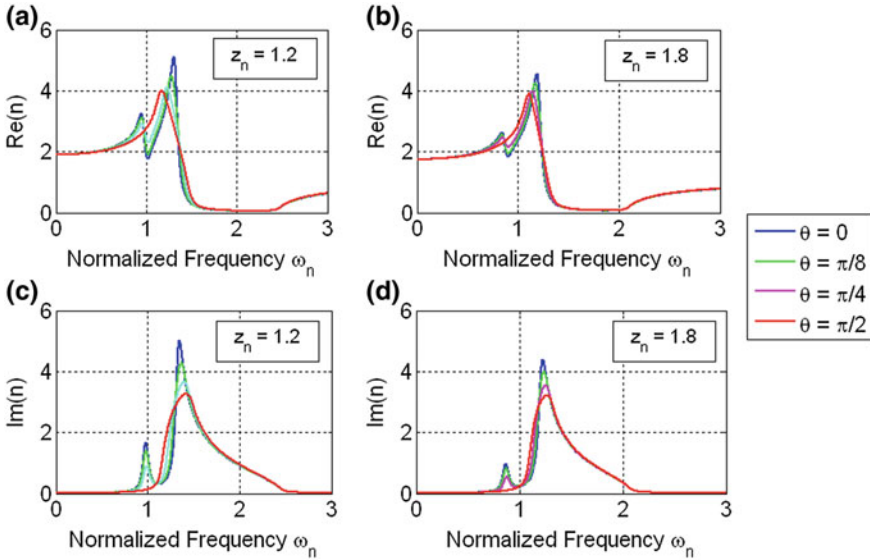 (a)
6
4
2
0
Re(n)
z_n = 1.2
0 1 2 3
Normalized Frequency ω_n
(b)
6
4
2
0
Re(n)
z_n = 1.8
0 1 2 3
Normalized Frequency ω_n
(c)
6
4
2
0
Im(n)
z_n = 1.2
0 1 2 3
Normalized Frequency ω_n
(d)
6
4
2
0
Im(n)
z_n = 1.8
0 1 2 3
Normalized Frequency ω_n
θ = 0
θ = π/8
θ = π/4
θ = π/2